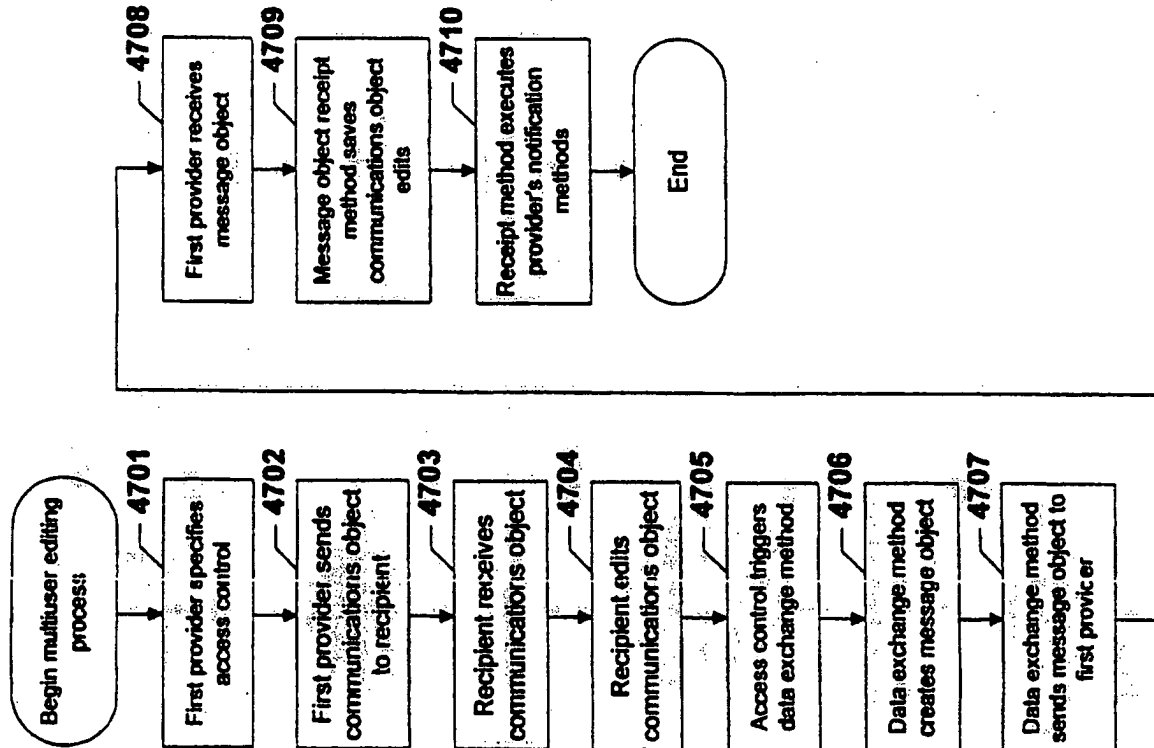 Begin multiuser editing
process
4701
First provider specifies
access control
4702
First provider sends
communications object
to recipient
4703
Recipient receives
communications object
4704
Recipient edits
communications object
4705
Access control triggers
data exchange method
4706
Data exchange method
creates message object
4707
Data exchange method
sends message object to
first provider
4708
First provider receives
message object
4709
Message object receipt
method saves
communications object
edits
4710
Receipt method executes
provider's notification
methods
End